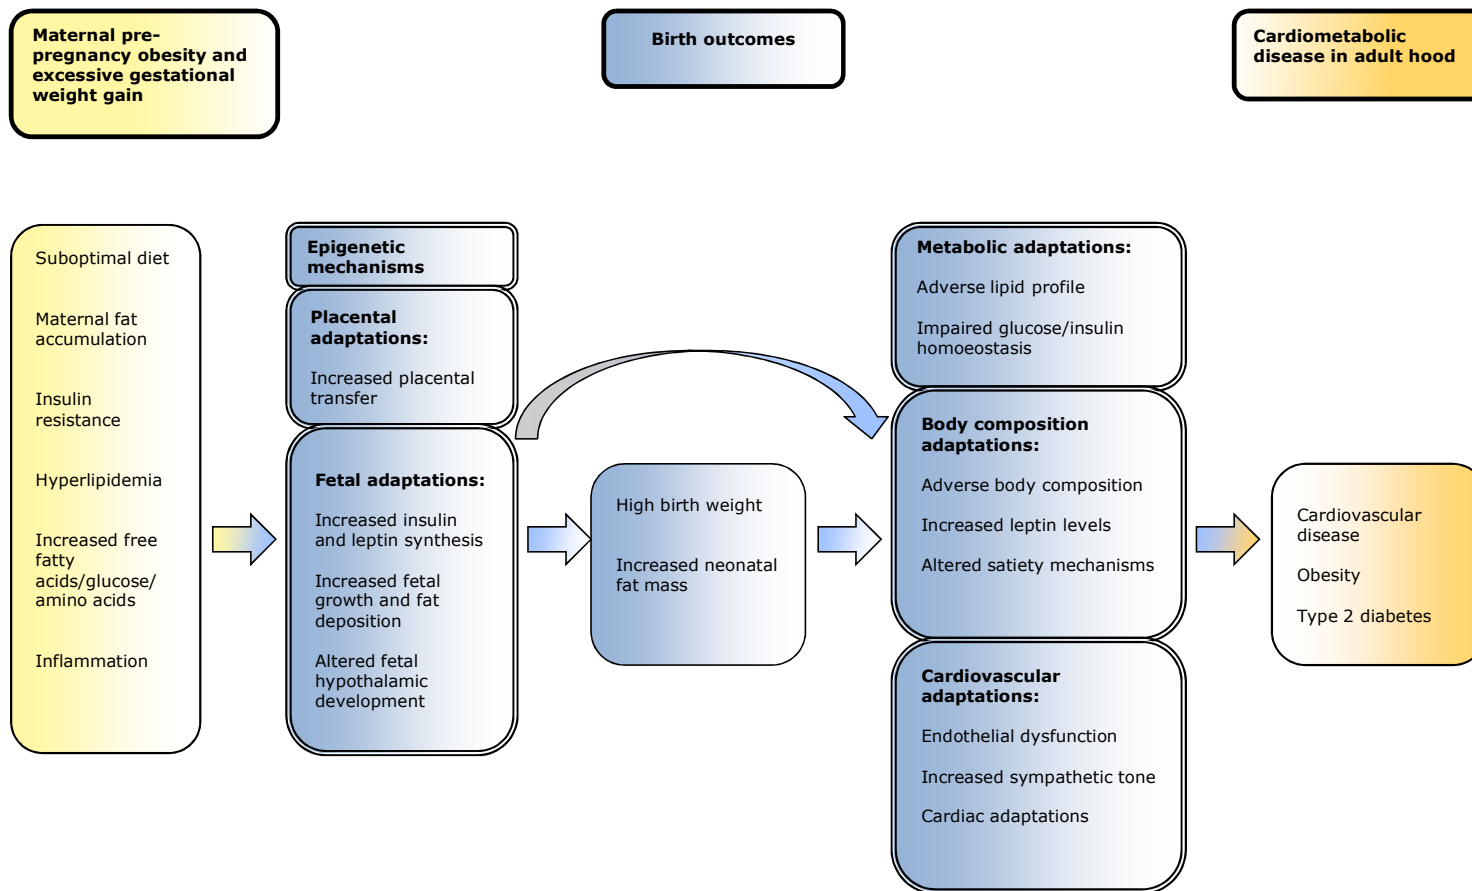 Maternal pre-
pregnancy obesity and
excessive gestational
weight gain
Birth outcomes
Cardiometabolic
disease in adult hood
Suboptimal diet
Maternal fat
accumulation
Insulin
resistance
Hyperlipidemia
Increased free
fatty
acids/glucose/
amino acids
Inflammation
Epigenetic
mechanisms
Placental
adaptations:
Increased placental
transfer
Fetal adaptations:
Increased insulin
and leptin synthesis
Increased fetal
growth and fat
deposition
Altered fetal
hypothalamic
development
High birth weight
Increased neonatal
fat mass
Metabolic adaptations:
Adverse lipid profile
Impaired glucose/insulin
homoeostasis
Body composition
adaptations:
Adverse body composition
Increased leptin levels
Altered satiety mechanisms
Cardiovascular
adaptations:
Endothelial dysfunction
Increased sympathetic tone
Cardiac adaptations
Cardiovascular
disease
Obesity
Type 2 diabetes